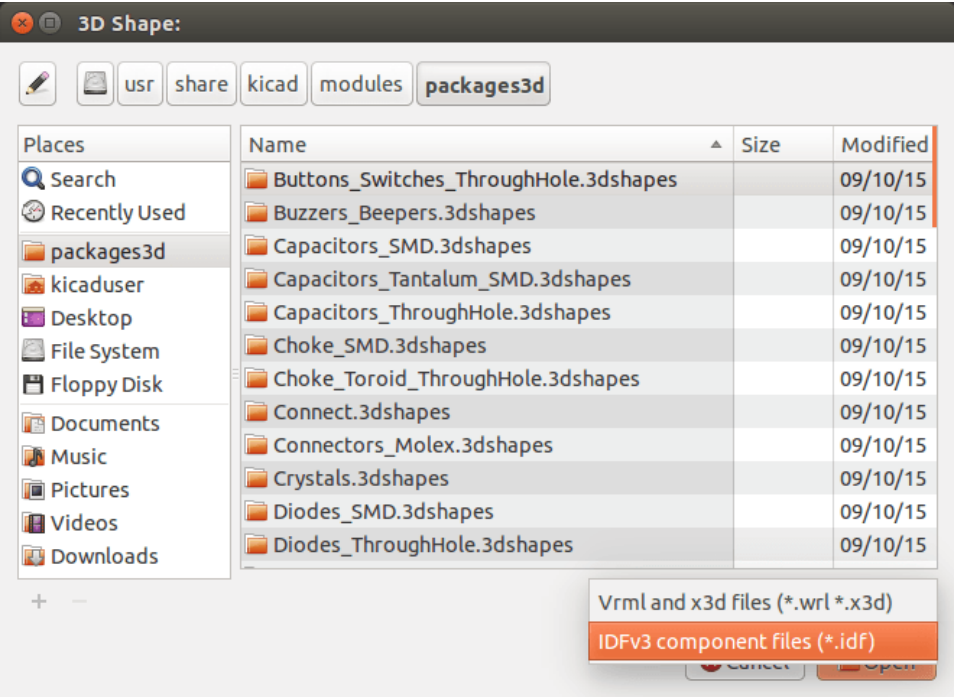 3D Shape:
usr share kicad modules packages3d
Places
Search
Recently Used
packages3d
kicaduser
Desktop
File System
Floppy Disk
Documents
Music
Pictures
Videos
Downloads
Name Size Modified
Buttons_Switches_ThroughHole.3dshapes 09/10/15
Buzzers_Beepers.3dshapes 09/10/15
Capacitors_SMD.3dshapes 09/10/15
Capacitors_Tantalum_SMD.3dshapes 09/10/15
Capacitors_ThroughHole.3dshapes 09/10/15
Choke_SMD.3dshapes 09/10/15
Choke_Toroid_ThroughHole.3dshapes 09/10/15
Connect.3dshapes 09/10/15
Connectors_Molex.3dshapes 09/10/15
Crystals.3dshapes 09/10/15
Diodes_SMD.3dshapes 09/10/15
Diodes_ThroughHole.3dshapes 09/10/15
Vrml and x3d files (*.wrl *.x3d)
IDFv3 component files (*.idf)
Cancel Open